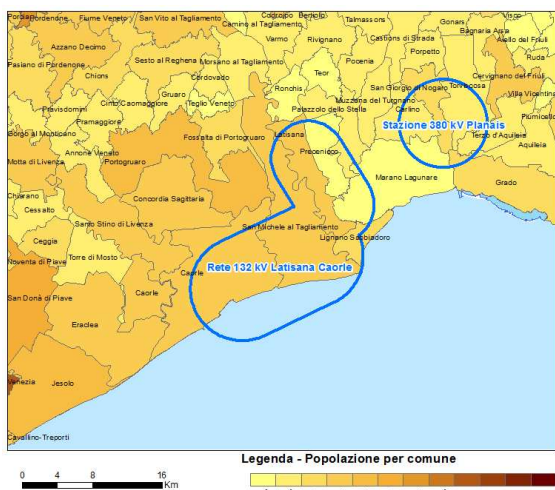 Pordenone
Fiume Veneto
San Vito al Tagliamento
Codroipo
Bertiolo
Talmassons
Gonars
Visco
Camino al Tagliamento
Bagnaria Arsa
Azzano Decimo
Varmo
Rivignano
Castions di Strada
Aiello del Friuli
Pasiano di Pordenone
Sesto al Reghena
Morsano al Tagliamento
Pocenia
Porpetto
Ruda
Chions
Cordovado
Teor
Cervignano del Friuli
Gruaro
Ronchis
San Giorgio di Nogaro
Torviscosa
Villa Vicentina
Pravisdomini
Cinto Caomaggiore
Teglio Veneto
Muzzana del Turgnano
Palazzolo dello Stella
Carlino
Fiumicello
Pramaggiore
Stazione 380 kV Planais
Gorgo al Monticano
Fossalta di Portogruaro
Latisana
Terzo d'Aquileia
Annone Veneto
Precenicco
Aquileia
Motta di Livenza
Portogruaro
Marano Lagunare
Grado
Chiarano
Concordia Sagittaria
Cessalto
Santo Stino di Livenza
San Michele al Tagliamento
Lignano Sabbiadoro
Ceggia
Torre di Mosto
Noventa di Piave
Rete 132 kV Latisana Caorle
Caorle
San Donà di Piave
Caorle
Eraclea
Venezia
Jesolo
Cavallino-Treporti
Legenda - Popolazione per comune
0 4 8 16
Km